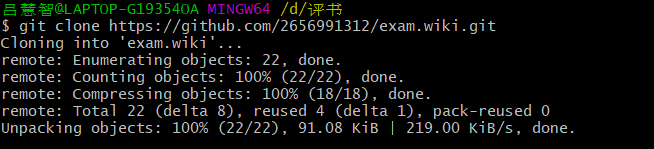 吕慧智@LAPTOP-G19354OA MINGW64 /d/评书
$ git clone https://github.com/2656991312/exam.wiki.git
Cloning into 'exam.wiki'...
remote: Enumerating objects: 22, done.
remote: Counting objects: 100% (22/22), done.
remote: Compressing objects: 100% (18/18), done.
remote: Total 22 (delta 8), reused 4 (delta 1), pack-reused 0
Unpacking objects: 100% (22/22), 91.08 KiB | 219.00 KiB/s, done.